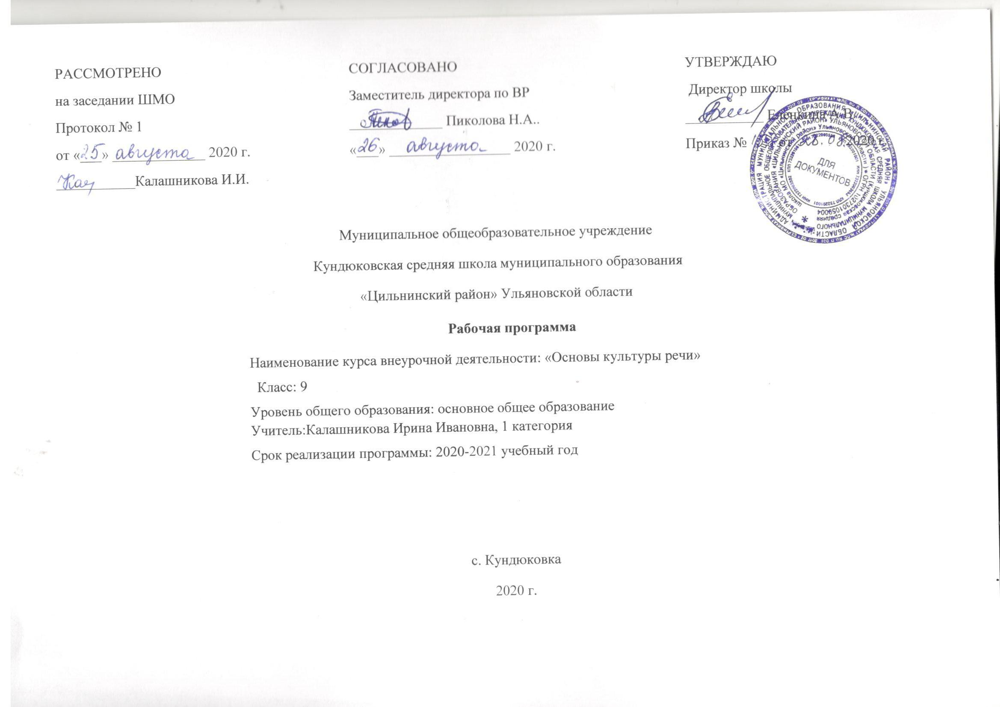 РАССМОТРЕНО
на заседании ШМО
Протокол № 1
от «25» августа 2020 г.
Калашникова И.И.
СОГЛАСОВАНО
Заместитель директора по ВР
Пиколова Н.А..
«26» августа 2020 г.
УТВЕРЖДАЮ
Директор школы
Еленкина А.В.
Приказ № от 28.08.2020 г.
ДЛЯ
ДОКУМЕНТОВ
Муниципальное общеобразовательное учреждение
Кундюковская средняя школа муниципального образования
«Цильнинский район» Ульяновской области
Рабочая программа
Наименование курса внеурочной деятельности: «Основы культуры речи»
Класс: 9
Уровень общего образования: основное общее образование
Учитель:Калашникова Ирина Ивановна, 1 категория
Срок реализации программы: 2020-2021 учебный год
с. Кундюковка
2020 г.